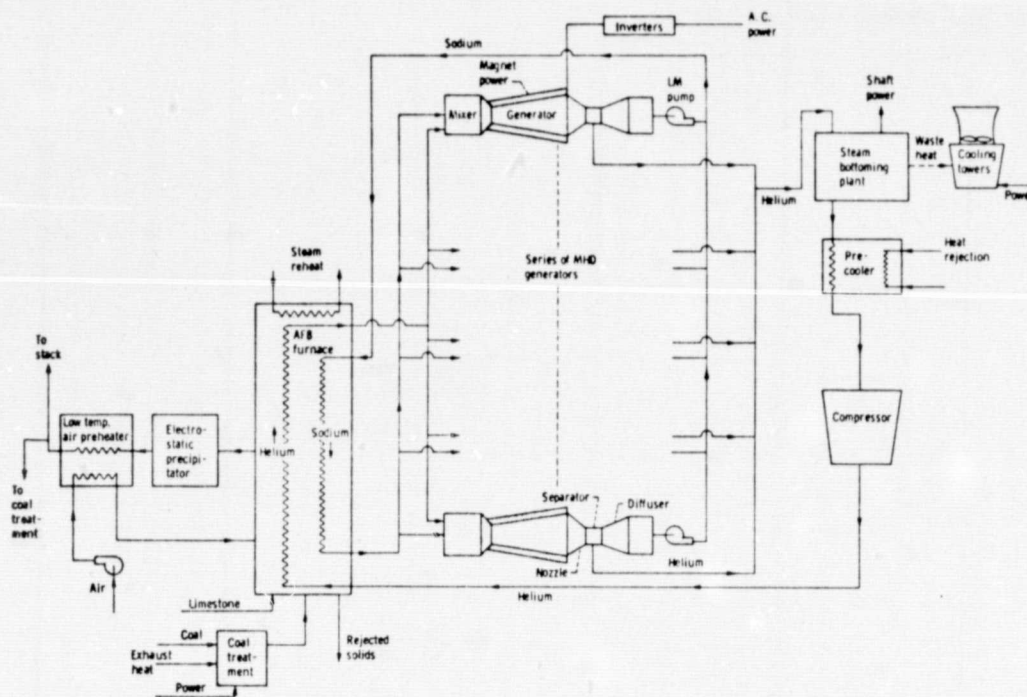 Inverters
A. C.
power
Sodium
Magnet
power
LM
pump
Shaft
power
Mixer
Generator
Steam
bottoming
plant
Waste
heat
Cooling
towers
Power
Helium
Pre-
cooler
Heat
rejection
Steam
reheat
Series of MHD
generators
To
stack
AFB
furnace
Low temp.
air preheater
Electro-
static
precipi-
tator
Helium
Sodium
Compressor
To
coal
treat-
ment
Separator
Diffuser
Nozzle
Helium
Air
Helium
Limestone
Coal
Exhaust
heat
Coal
treat-
ment
Rejected
solids
Power